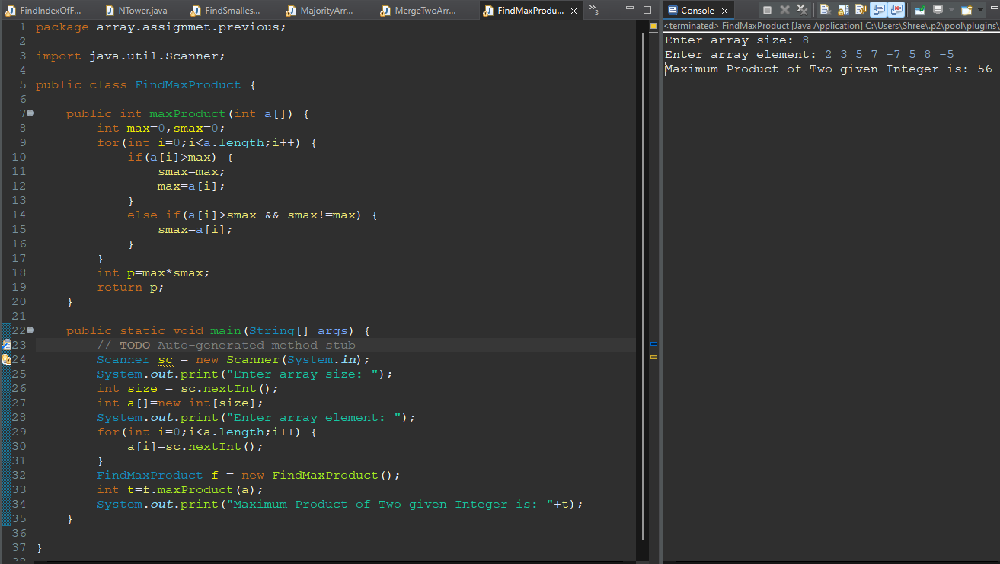 FindIndexOfF... NTower.java FindSmalles... MajorityArr... MergeTwoArr... FindMaxProdu... »3
1 package array.assignmet.previous;
2
3 import java.util.Scanner;
4
5 public class FindMaxProduct {
6
7 public int maxProduct(int a[]) {
8 int max=0,smax=0;
9 for(int i=0;i<a.length;i++) {
10 if(a[i]>max) {
11 smax=max;
12 max=a[i];
13 }
14 else if(a[i]>smax && smax!=max) {
15 smax=a[i];
16 }
17 }
18 int p=max*smax;
19 return p;
20 }
21
22 public static void main(String[] args) {
23 // TODO Auto-generated method stub
24 Scanner sc = new Scanner(System.in);
25 System.out.print("Enter array size: ");
26 int size = sc.nextInt();
27 int a[]=new int[size];
28 System.out.print("Enter array element: ");
29 for(int i=0;i<a.length;i++) {
30 a[i]=sc.nextInt();
31 }
32 FindMaxProduct f = new FindMaxProduct();
33 int t=f.maxProduct(a);
34 System.out.print("Maximum Product of Two given Integer is: "+t);
35 }
36
37 }
38
Console
<terminated> FindMaxProduct [Java Application] C:\Users\Shree\.p2\pool\plugins\
Enter array size: 8
Enter array element: 2 3 5 7 -7 5 8 -5
Maximum Product of Two given Integer is: 56